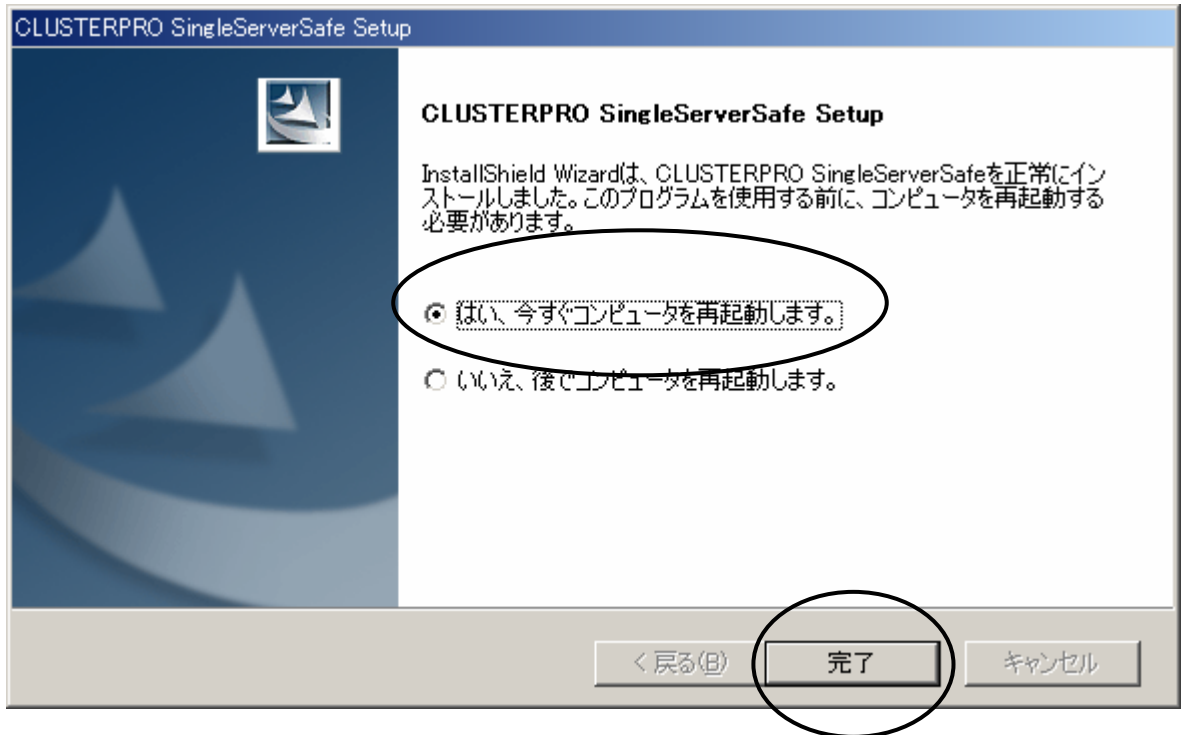 CLUSTERPRO SingleServerSafe Setup
CLUSTERPRO SingleServerSafe Setup
InstallShield Wizardは、CLUSTERPRO SingleServerSafeを正常にイン
ストールしました。このプログラムを使用する前に、コンピュータを再起動する
必要があります。
はい、今すぐコンピュータを再起動します。
いいえ、後でコンピュータを再起動します。
< 戻る(B) 完了 キャンセル